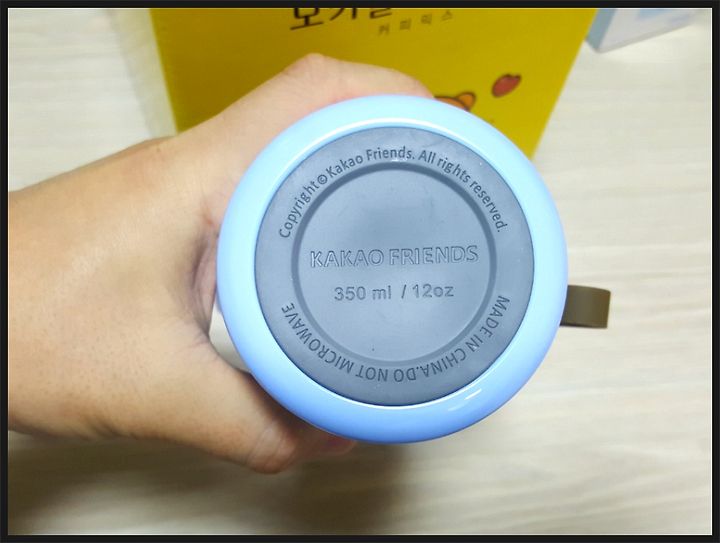 커피믹스
Copyright©Kakao Friends. All rights reserved.
KAKAO FRIENDS
350 ml / 12oz
MADE IN CHINA.DO NOT MICROWAVE